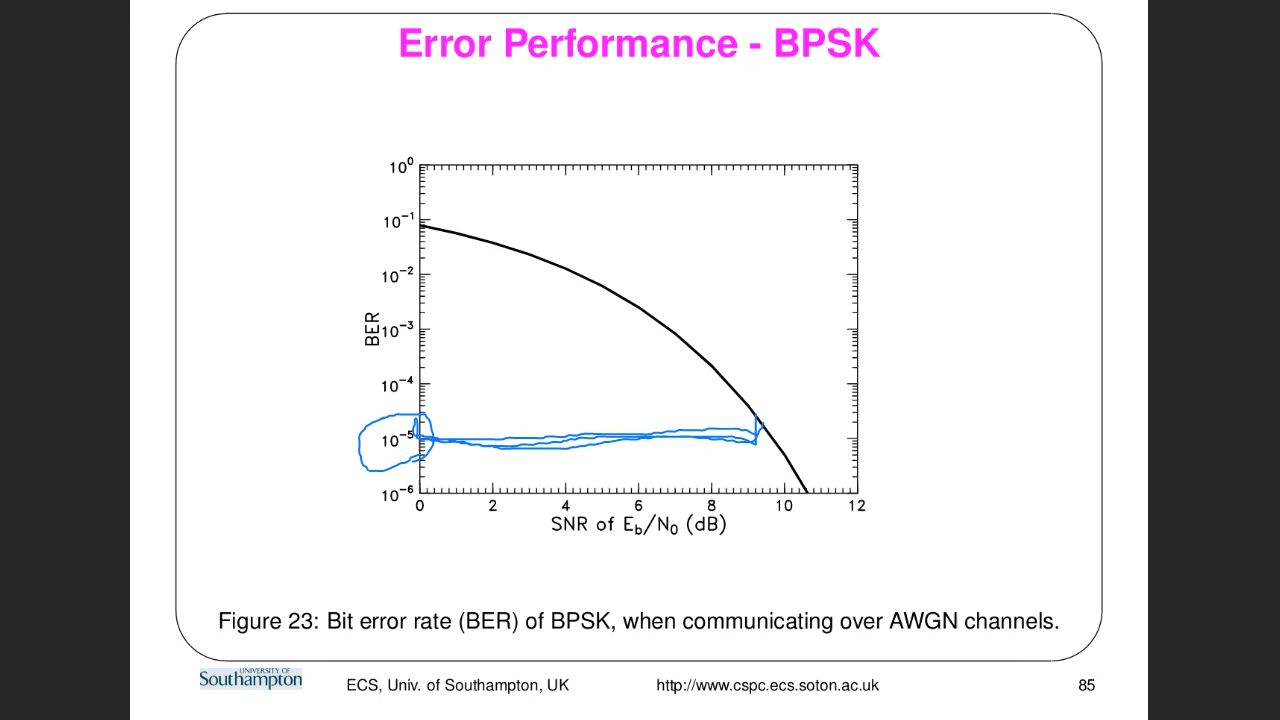 Error Performance - BPSK
10^0
10^-1
10^-2
10^-3
10^-4
10^-5
10^-6
BER
0 2 4 6 8 10 12
SNR of E_b/N_0 (dB)
Figure 23: Bit error rate (BER) of BPSK, when communicating over AWGN channels.
UNIVERSITY OF
Southampton
ECS, Univ. of Southampton, UK http://www.cspc.ecs.soton.ac.uk 85